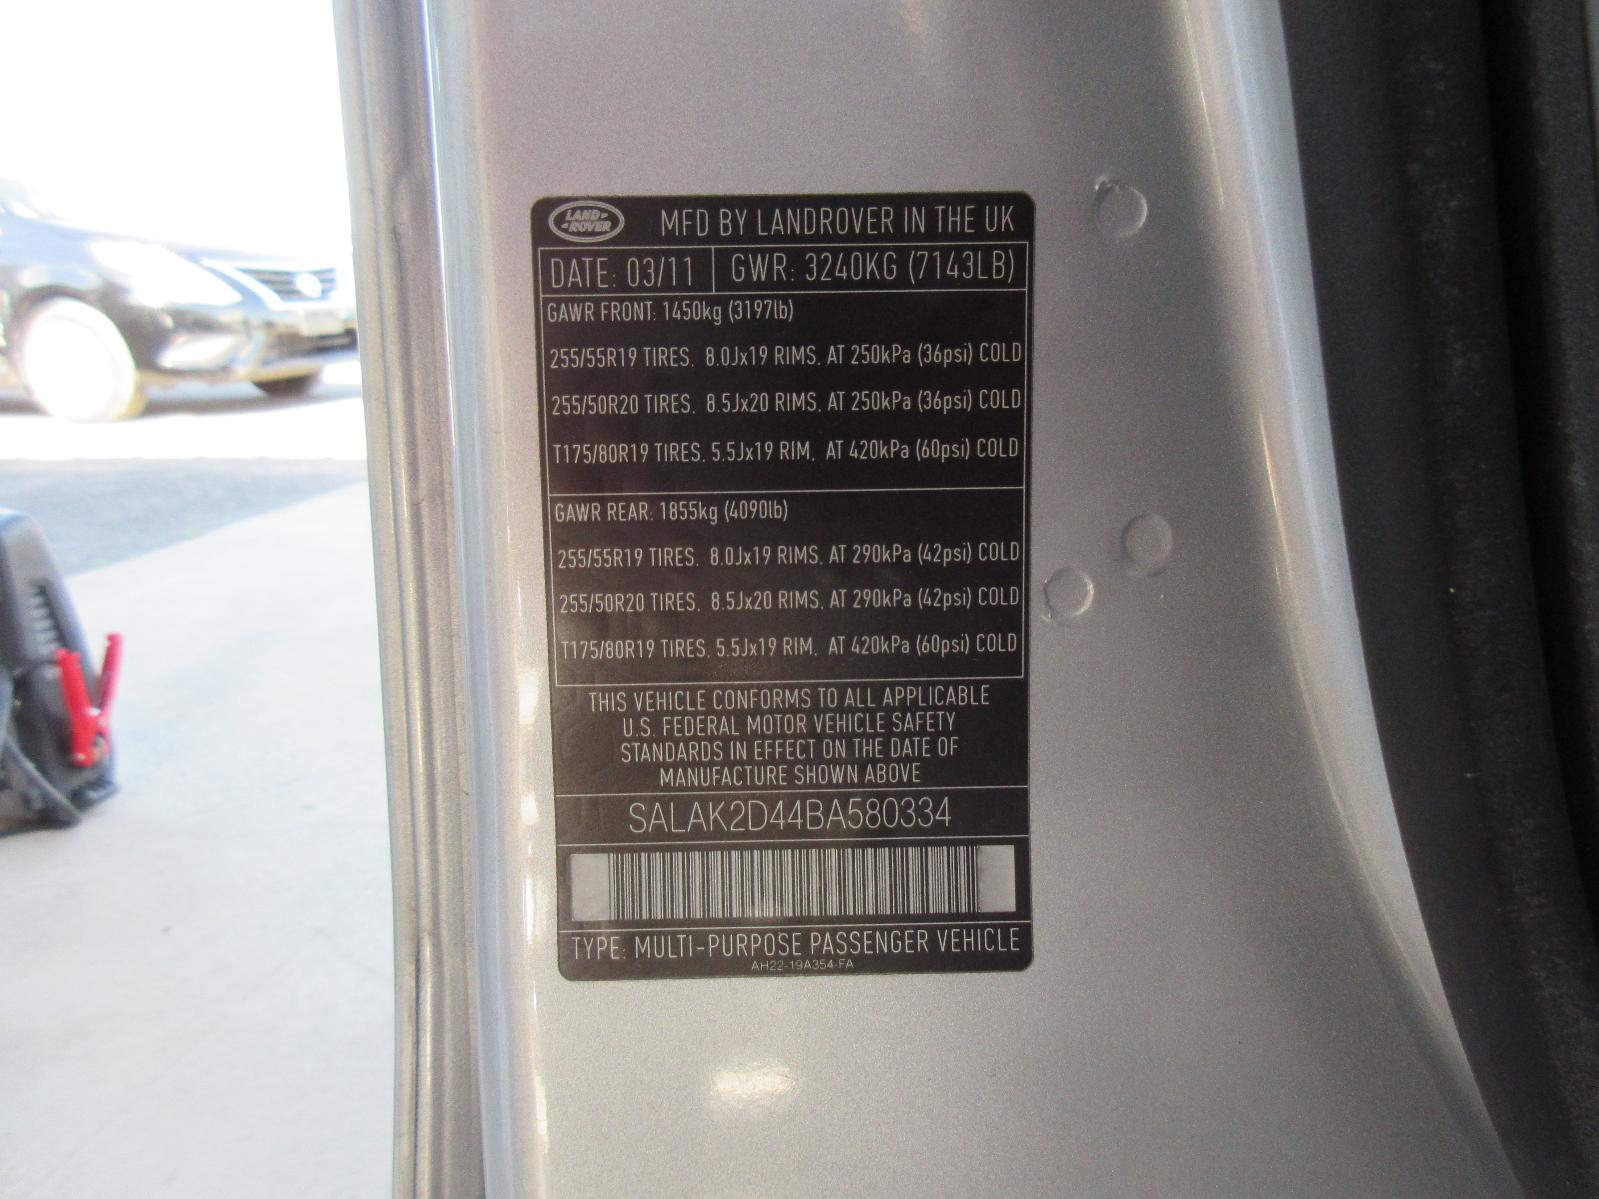 LAND ROVER MFD BY LANDROVER IN THE UK
DATE: 03/11 GWR: 3240KG (7143LB)
GAWR FRONT: 1450kg (3197lb)
255/55R19 TIRES, 8.0Jx19 RIMS, AT 250kPa (36psi) COLD
255/50R20 TIRES, 8.5Jx20 RIMS, AT 250kPa (36psi) COLD
T175/80R19 TIRES, 5.5Jx19 RIM, AT 420kPa (60psi) COLD
GAWR REAR: 1855kg (4090lb)
255/55R19 TIRES, 8.0Jx19 RIMS, AT 290kPa (42psi) COLD
255/50R20 TIRES, 8.5Jx20 RIMS, AT 290kPa (42psi) COLD
T175/80R19 TIRES, 5.5Jx19 RIM, AT 420kPa (60psi) COLD
THIS VEHICLE CONFORMS TO ALL APPLICABLE
U.S. FEDERAL MOTOR VEHICLE SAFETY
STANDARDS IN EFFECT ON THE DATE OF
MANUFACTURE SHOWN ABOVE
SALAK2D44BA580334
TYPE: MULTI-PURPOSE PASSENGER VEHICLE
AH22-19A354-FA